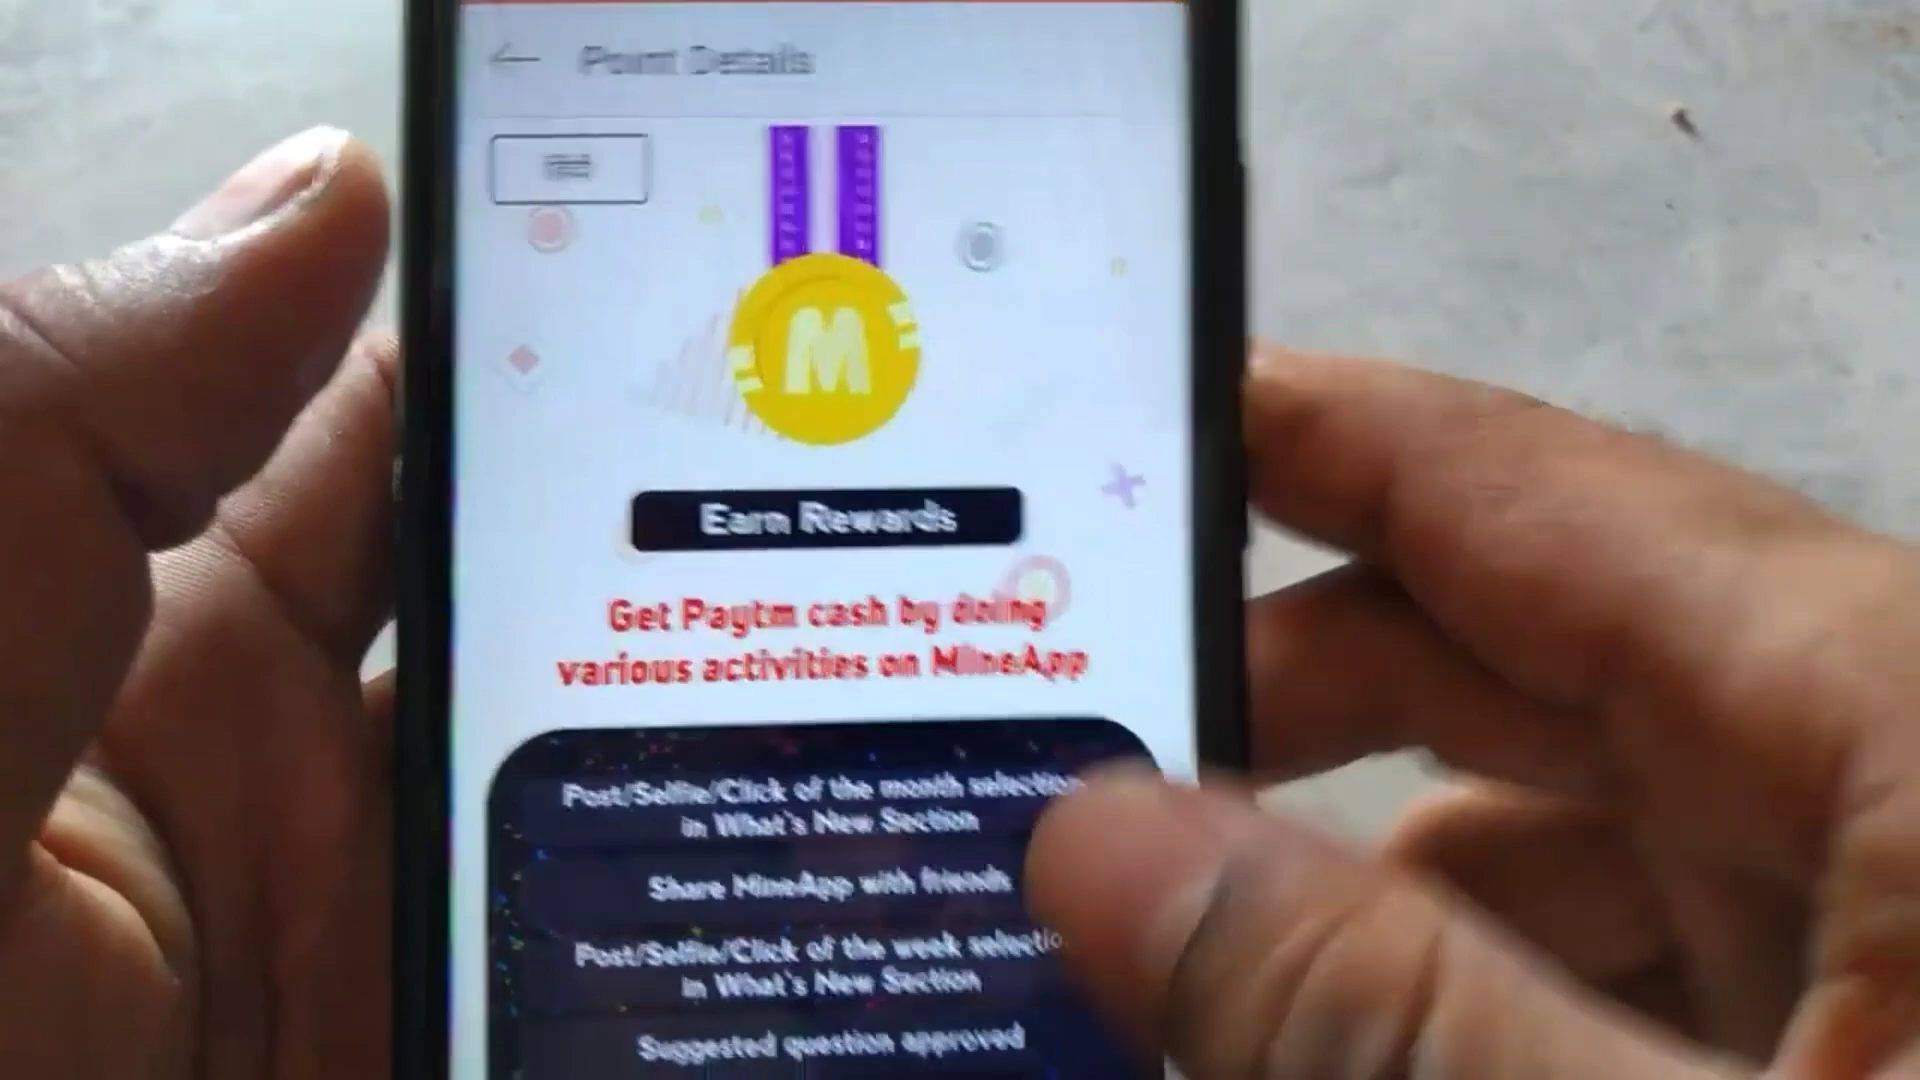 Point Details
M
Earn Rewards
Get Paytm cash by doing
various activities on MineApp
Post/Selfie/Click of the month selection
in What's New Section
Share MineApp with friends
Post/Selfie/Click of the week selectio
in What's New Section
Suggested question approved